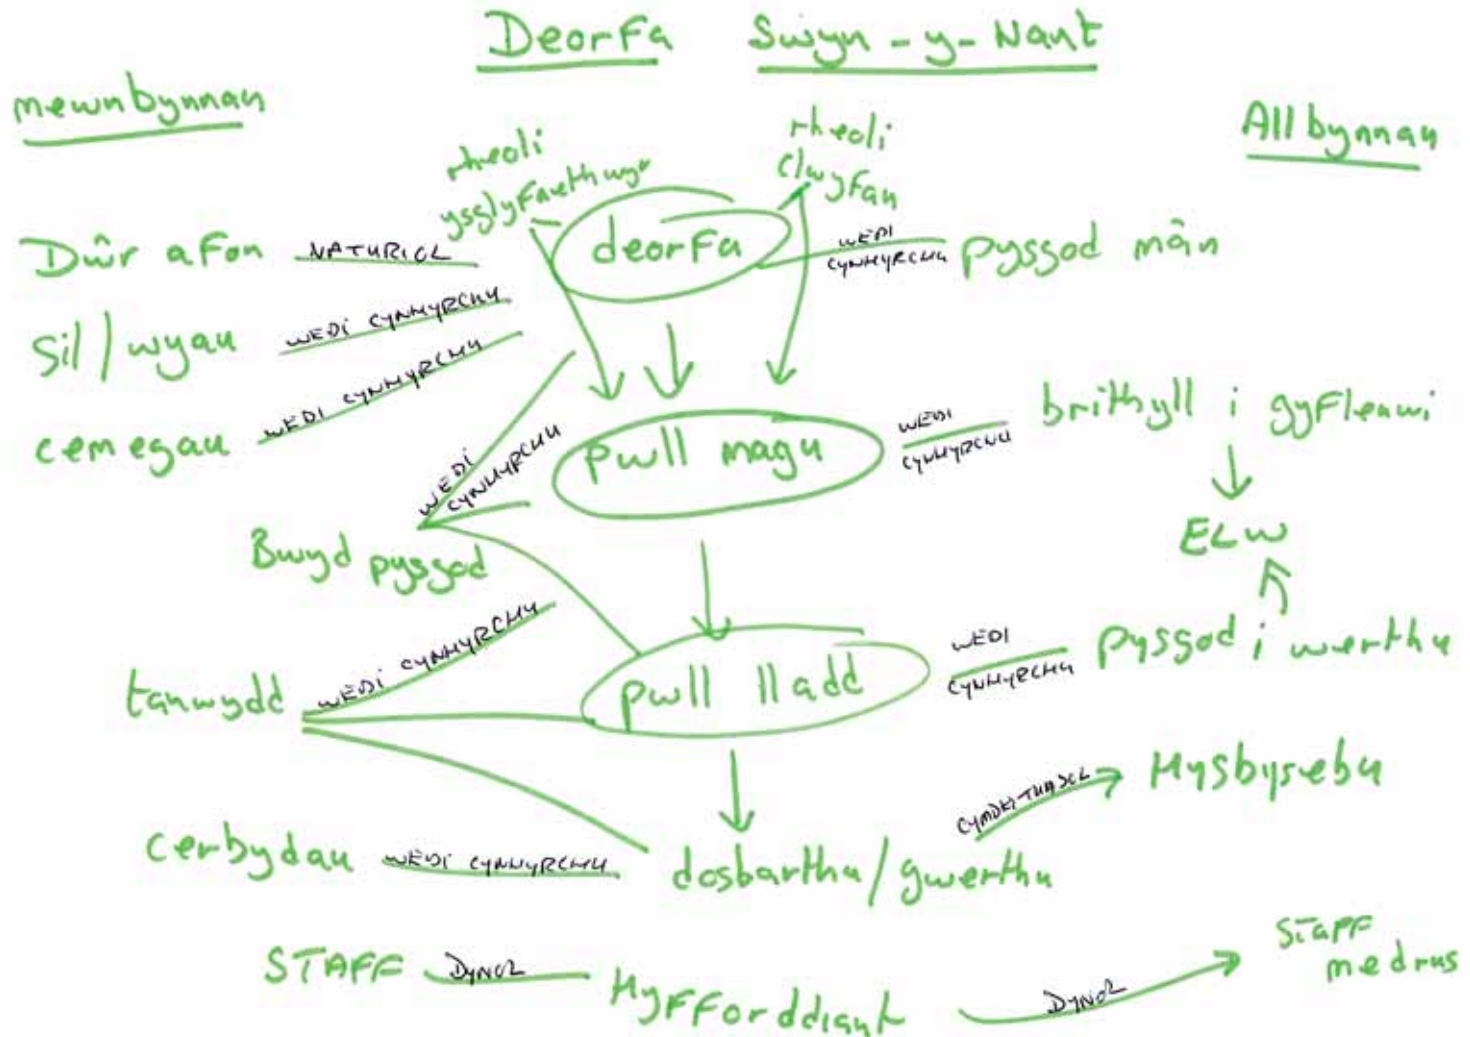 Deorfa Swyn-y-Nant
mewnbynnau
Allbynnau
rheoli
ysglyfaethwyr
rheoli
clwyfau
deorfa
Dŵr afon
NATURIOL
WEDI
CYNHYRCHU
pysgod mân
Sil/wyau
WEDI CYNHYRCHU
cemegau
WEDI CYNHYRCHU
pwll magu
WEDI
CYNHYRCHU
brithyll i gyfleawi
ELW
Bwyd pysgod
WEDI
CYNHYRCHU
tanwydd
WEDI CYNHYRCHU
pwll lladd
WEDI
CYNHYRCHU
pysgod i werthu
cerbydau
WEDI CYNHYRCHU
dosbarthu/gwerthu
Hysbysebu
STAFF
DYNOL
Hyfforddiant
DYNOL
STAFF
medrus